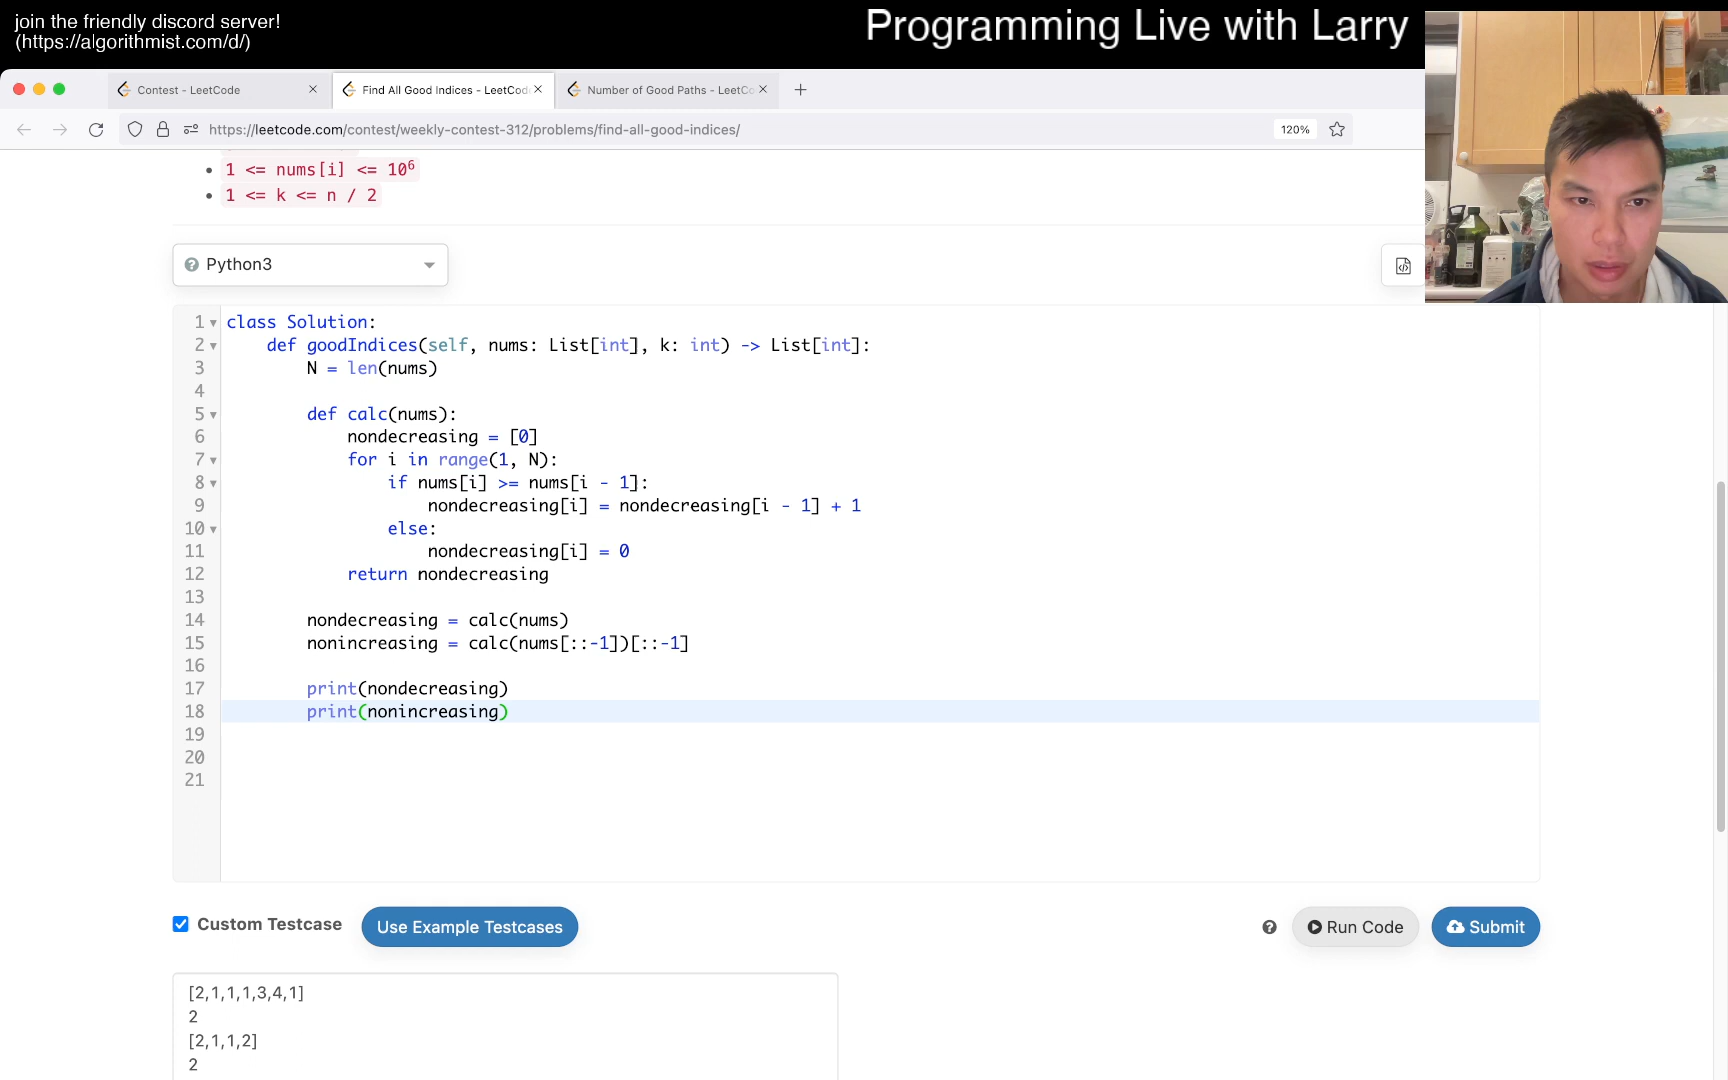 join the friendly discord server!
(https://algorithmist.com/d/)
Programming Live with Larry
Contest - LeetCode
Find All Good Indices - LeetCod
Number of Good Paths - LeetCo
https://leetcode.com/contest/weekly-contest-312/problems/find-all-good-indices/
120%
1 <= nums[i] <= 10⁶
1 <= k <= n / 2
Python3
1 class Solution:
2 def goodIndices(self, nums: List[int], k: int) -> List[int]:
3 N = len(nums)
4
5 def calc(nums):
6 nondecreasing = [0]
7 for i in range(1, N):
8 if nums[i] >= nums[i - 1]:
9 nondecreasing[i] = nondecreasing[i - 1] + 1
10 else:
11 nondecreasing[i] = 0
12 return nondecreasing
13
14 nondecreasing = calc(nums)
15 nonincreasing = calc(nums[::-1])[::-1]
16
17 print(nondecreasing)
18 print(nonincreasing)
19
20
21
Custom Testcase
Use Example Testcases
Run Code
Submit
[2,1,1,1,3,4,1]
2
[2,1,1,2]
2